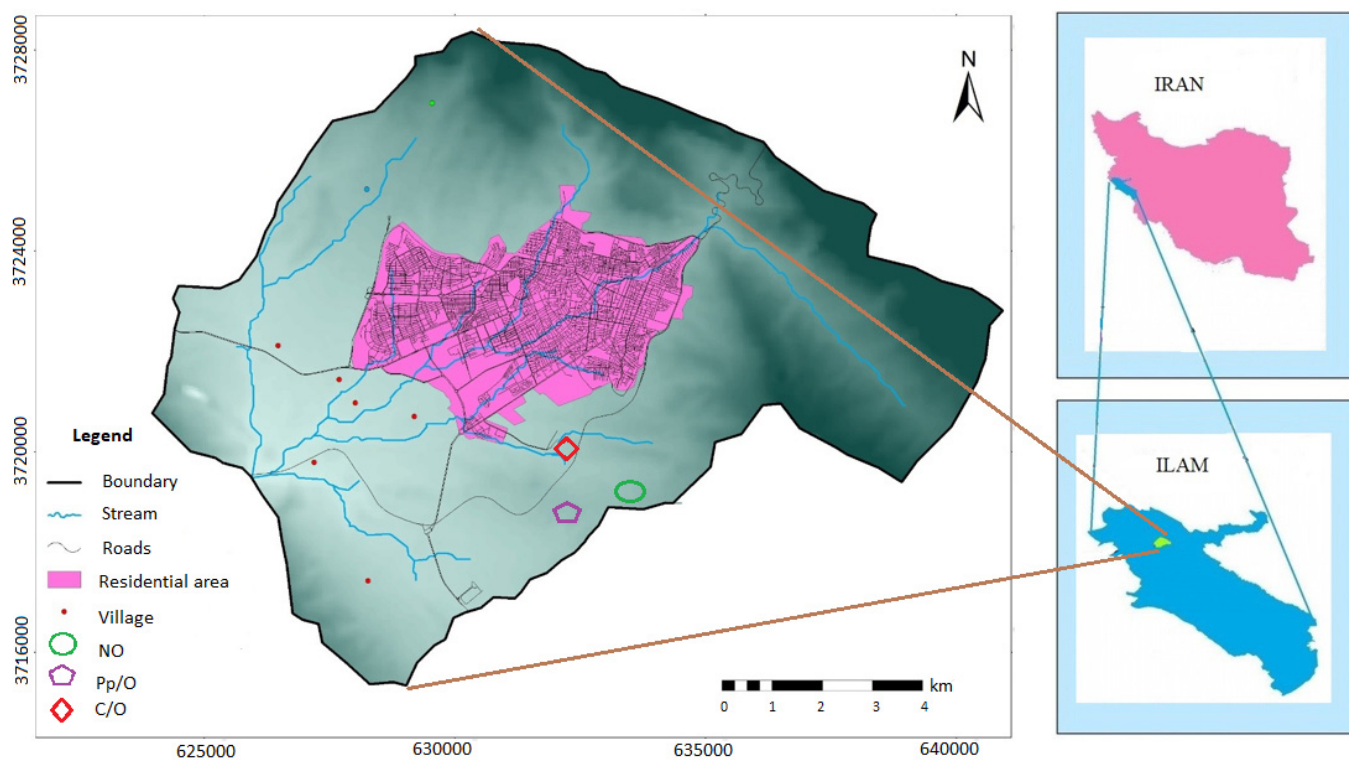 3728000
3724000
3720000
3716000
N
Legend
Boundary
Stream
Roads
Residential area
Village
NO
Pp/O
C/O
km
0 1 2 3 4
625000 630000 635000 640000
IRAN
ILAM